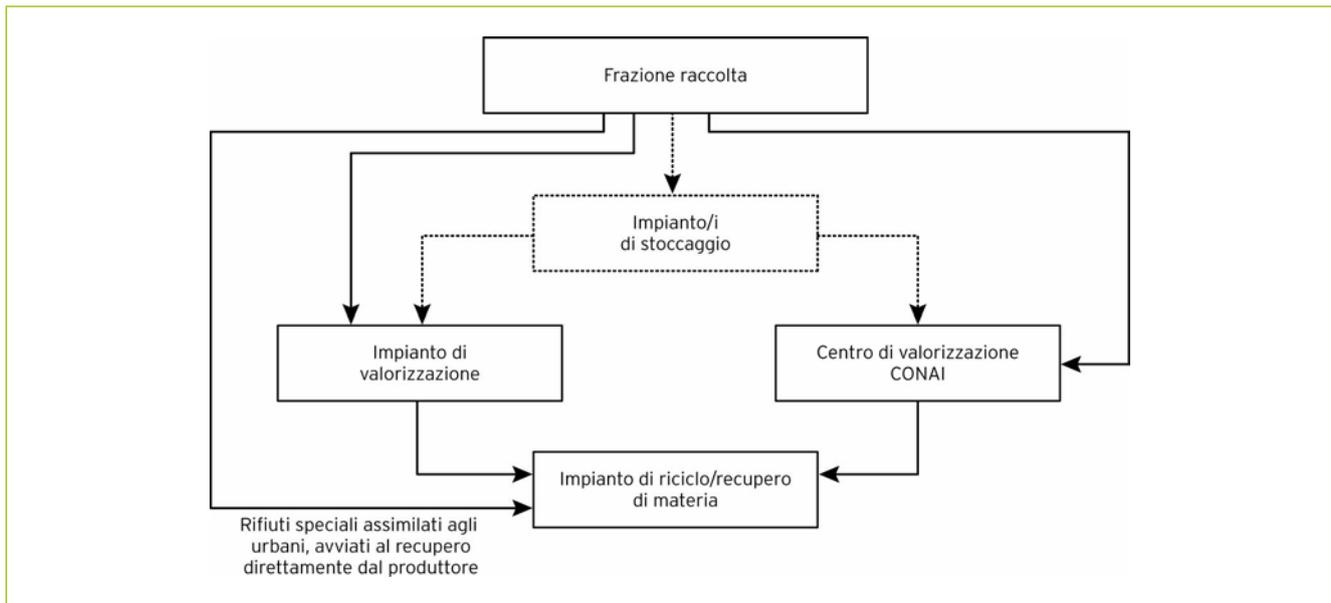 Frazione raccolta
Impianto/i
di stoccaggio
Impianto di
valorizzazione
Centro di valorizzazione
CONAI
Impianto di riciclo/recupero
di materia
Rifiuti speciali assimilati agli
urbani, avviati al recupero
direttamente dal produttore